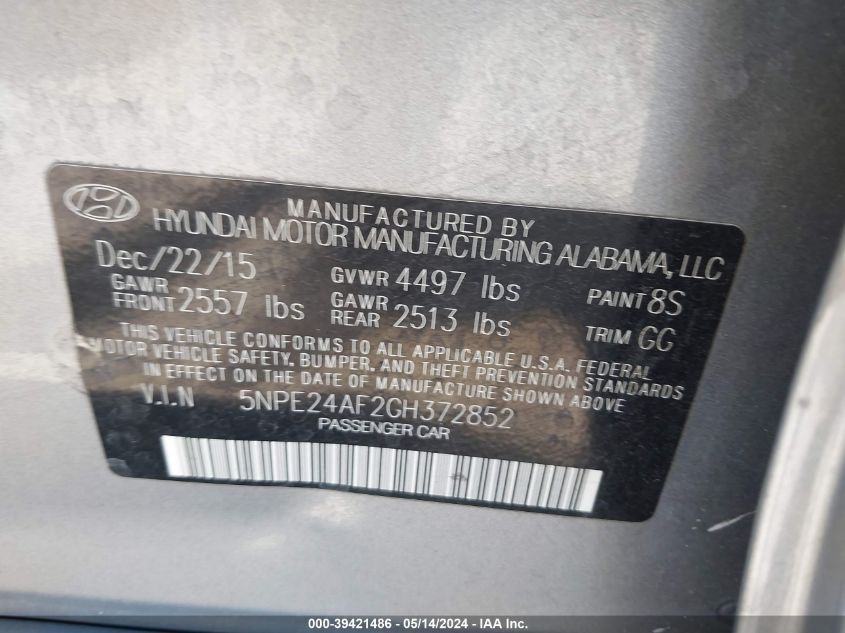 MANUFACTURED BY
HYUNDAI MOTOR MANUFACTURING ALABAMA, LLC
Dec/22/15 GVWR 4497 lbs PAINT 8S
GAWR FRONT 2557 lbs GAWR REAR 2513 lbs TRIM GC
THIS VEHICLE CONFORMS TO ALL APPLICABLE U.S.A. FEDERAL
MOTOR VEHICLE SAFETY, BUMPER, AND THEFT PREVENTION STANDARDS
IN EFFECT ON THE DATE OF MANUFACTURE SHOWN ABOVE
V.I.N 5NPE24AF2GH372852
PASSENGER CAR
000-39421486 - 05/14/2024 - IAA Inc.